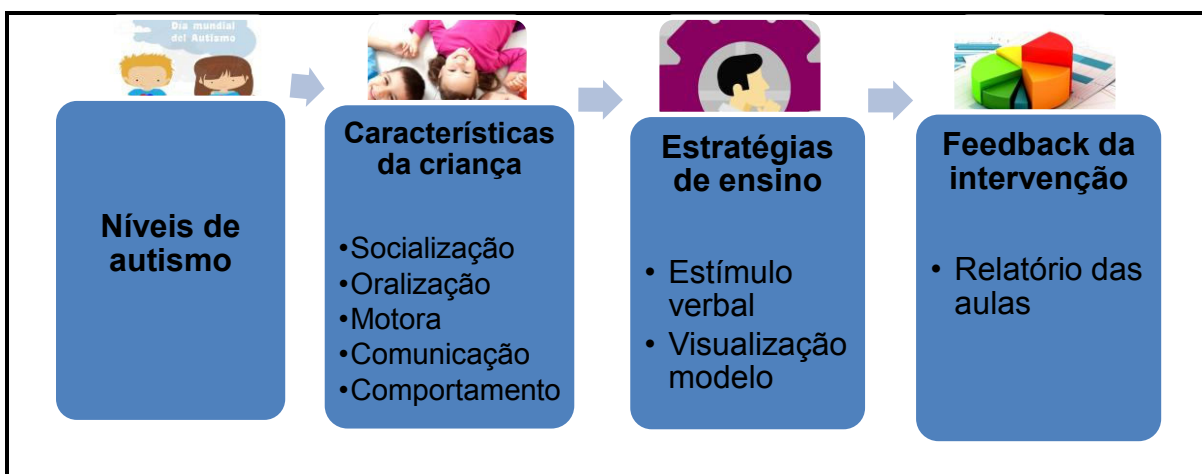 Dia mundial
del Autismo
Níveis de
autismo
Características
da criança
•Socialização
•Oralização
•Motora
•Comunicação
•Comportamento
Estratégias
de ensino
• Estímulo
verbal
• Visualização
modelo
Feedback da
intervenção
• Relatório das
aulas